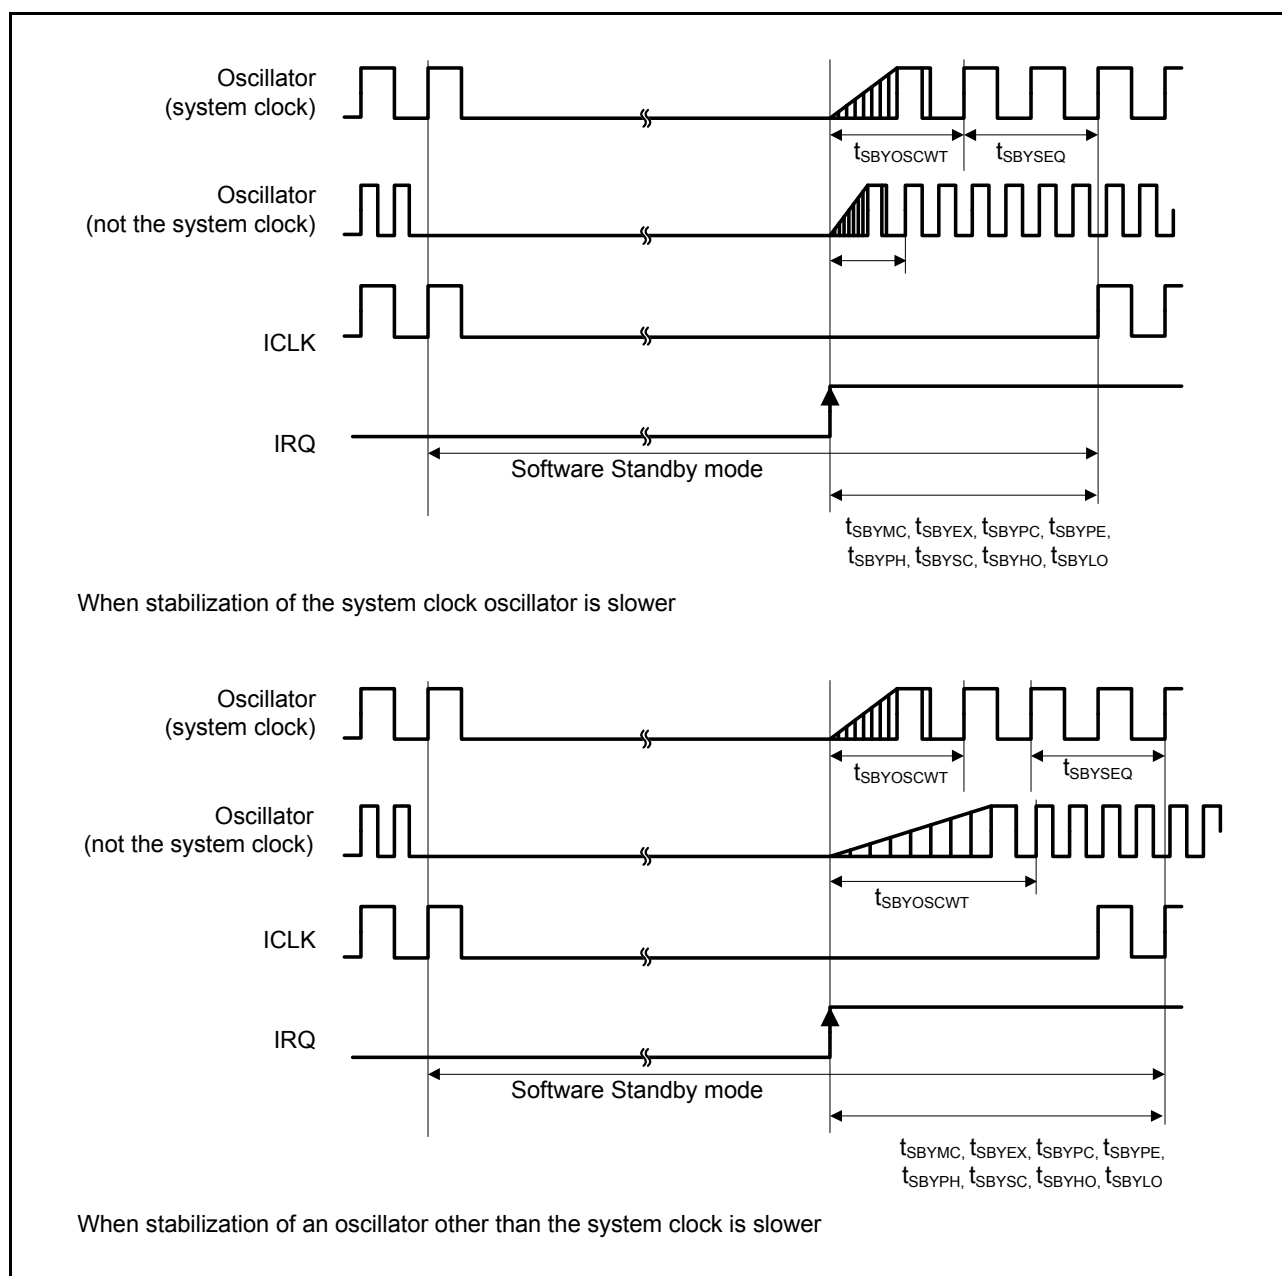 Oscillator
(system clock)
tSBYOSCWT tSBYSEQ
Oscillator
(not the system clock)
ICLK
IRQ
Software Standby mode
tSBYMC, tSBYEX, tSBYPC, tSBYPE,
tSBYPH, tSBYSC, tSBYHO, tSBYLO
When stabilization of the system clock oscillator is slower
Oscillator
(system clock)
tSBYOSCWT tSBYSEQ
Oscillator
(not the system clock)
tSBYOSCWT
ICLK
IRQ
Software Standby mode
tSBYMC, tSBYEX, tSBYPC, tSBYPE,
tSBYPH, tSBYSC, tSBYHO, tSBYLO
When stabilization of an oscillator other than the system clock is slower